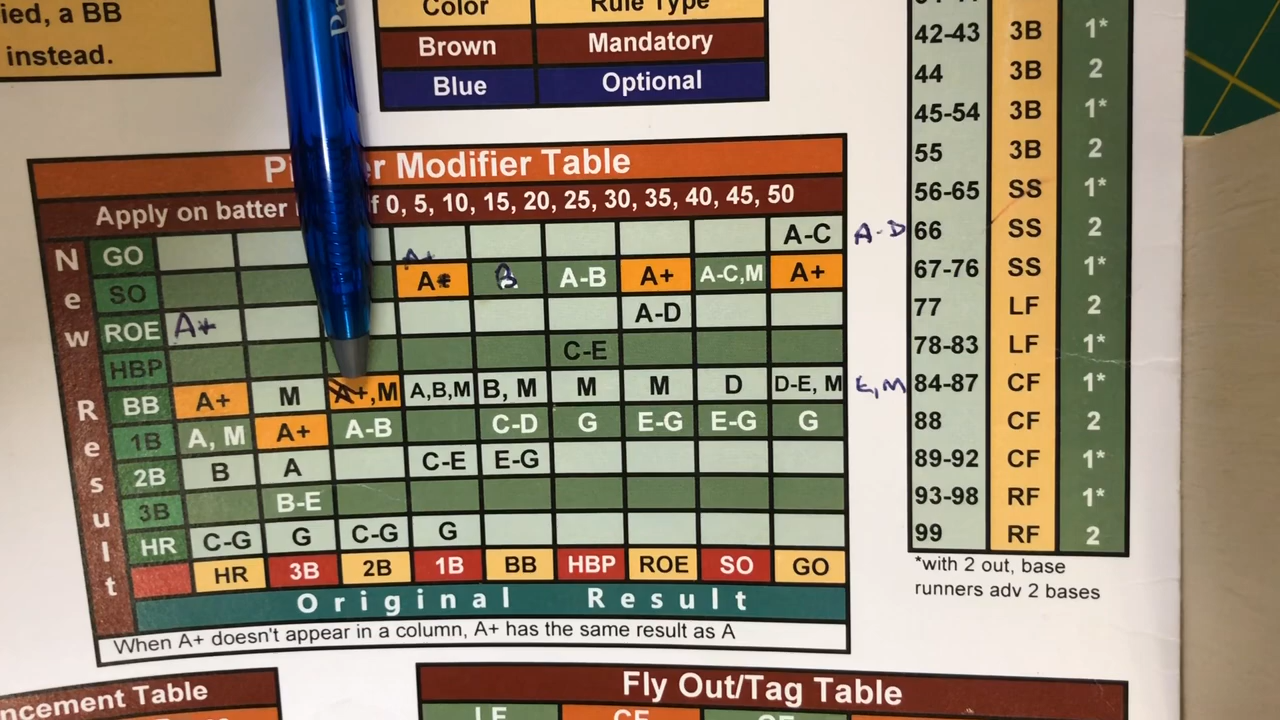 ied, a BB
instead.
Color Rule Type
Brown Mandatory
Blue Optional
Pr
Modifier Table
Apply on batter f 0, 5, 10, 15, 20, 25, 30, 35, 40, 45, 50
New Result
GO A-C A-D
A+
SO B A-B A+ A-C,M A+
ROE A+ A-D
HBP C-E
BB A+ M A+,M A,B,M B, M M M D D-E, M E,M
1B A, M A+ A-B C-D G E-G E-G G
2B B A C-E E-G
3B B-E
HR C-G G C-G G
HR 3B 2B 1B BB HBP ROE SO GO
Original Result
When A+ doesn't appear in a column, A+ has the same result as A
42-43 3B 1*
44 3B 2
45-54 3B 1*
55 3B 2
56-65 SS 1*
66 SS 2
67-76 SS 1*
77 LF 2
78-83 LF 1*
84-87 CF 1*
88 CF 2
89-92 CF 1*
93-98 RF 1*
99 RF 2
*with 2 out, base
runners adv 2 bases
ncement Table
Fly Out/Tag Table
LF CF